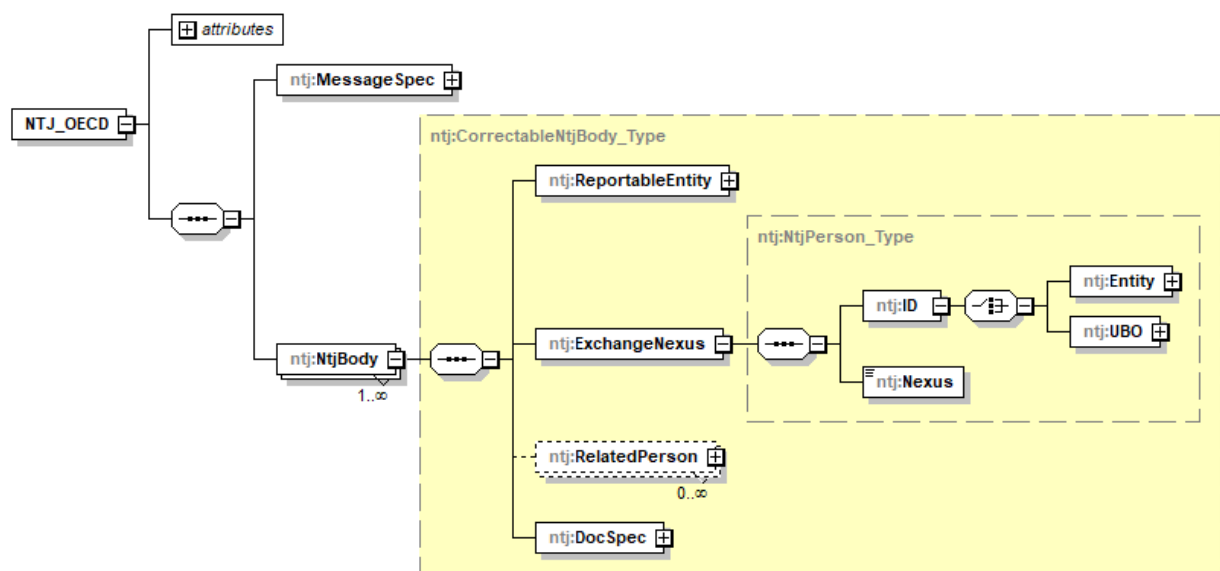 attributes
ntj:MessageSpec
NTJ_OECD
ntj:CorrectableNtjBody_Type
ntj:ReportableEntity
ntj:NtjPerson_Type
ntj:Entity
ntj:ID
ntj:UBO
ntj:ExchangeNexus
ntj:NtjBody
1..∞
ntj:Nexus
ntj:RelatedPerson
0..∞
ntj:DocSpec